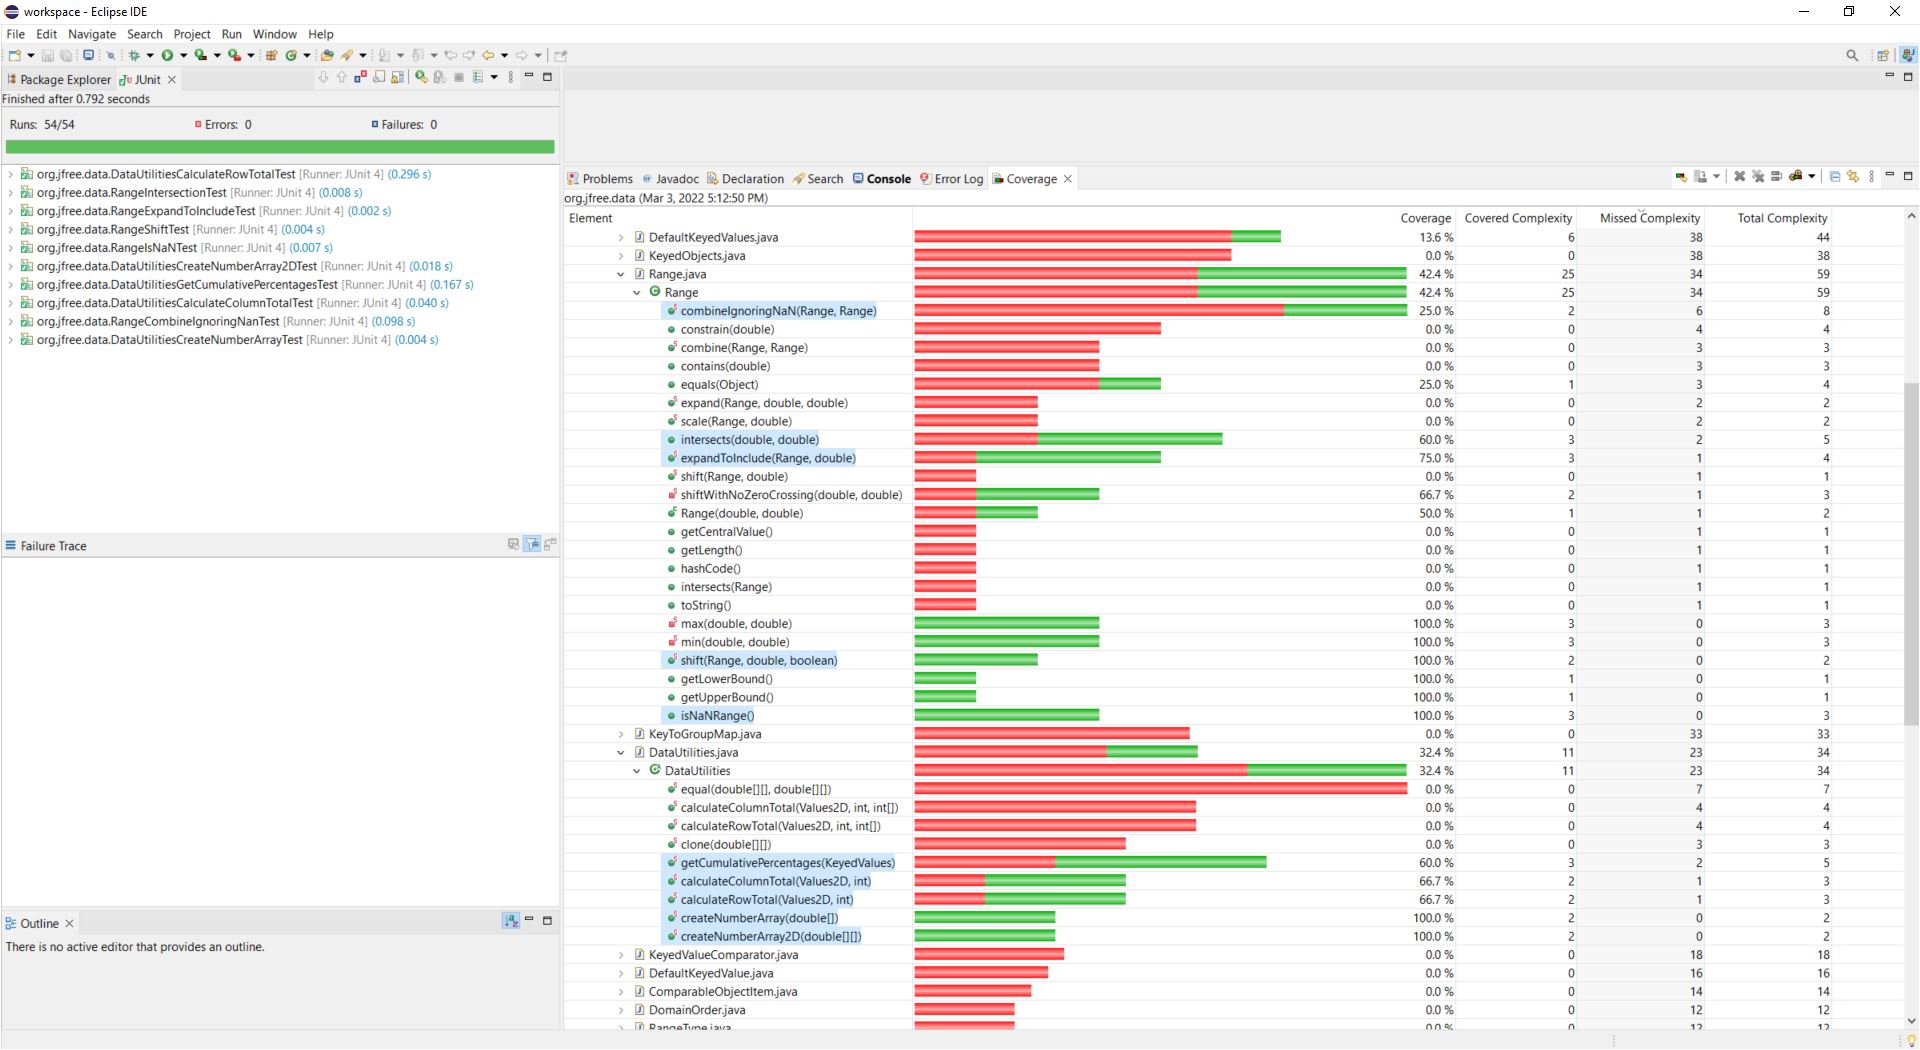 workspace - Eclipse IDE
File Edit Navigate Search Project Run Window Help
Package Explorer JUnit
Finished after 0.792 seconds
Runs: 54/54 Errors: 0 Failures: 0
org.jfree.data.DataUtilitiesCalculateRowTotalTest [Runner: JUnit 4] (0.296 s)
org.jfree.data.RangeIntersectionTest [Runner: JUnit 4] (0.008 s)
org.jfree.data.RangeExpandToIncludeTest [Runner: JUnit 4] (0.002 s)
org.jfree.data.RangeShiftTest [Runner: JUnit 4] (0.004 s)
org.jfree.data.RangeIsNaNTest [Runner: JUnit 4] (0.007 s)
org.jfree.data.DataUtilitiesCreateNumberArray2DTest [Runner: JUnit 4] (0.018 s)
org.jfree.data.DataUtilitiesGetCumulativePercentagesTest [Runner: JUnit 4] (0.167 s)
org.jfree.data.DataUtilitiesCalculateColumnTotalTest [Runner: JUnit 4] (0.040 s)
org.jfree.data.RangeCombineIgnoringNanTest [Runner: JUnit 4] (0.098 s)
org.jfree.data.DataUtilitiesCreateNumberArrayTest [Runner: JUnit 4] (0.004 s)
Failure Trace
Outline
There is no active editor that provides an outline.
Problems Javadoc Declaration Search Console Error Log Coverage
org.jfree.data (Mar 3, 2022 5:12:50 PM)
Element Coverage Covered Complexity Missed Complexity Total Complexity
DefaultKeyedValues.java 13.6 % 6 38 44
KeyedObjects.java 0.0 % 0 38 38
Range.java 42.4 % 25 34 59
Range 42.4 % 25 34 59
combineIgnoringNaN(Range, Range) 25.0 % 2 6 8
constrain(double) 0.0 % 0 4 4
combine(Range, Range) 0.0 % 0 3 3
contains(double) 0.0 % 0 3 3
equals(Object) 25.0 % 1 3 4
expand(Range, double, double) 0.0 % 0 2 2
scale(Range, double) 0.0 % 0 2 2
intersects(double, double) 60.0 % 3 2 5
expandToInclude(Range, double) 75.0 % 3 1 4
shift(Range, double) 0.0 % 0 1 1
shiftWithNoZeroCrossing(double, double) 66.7 % 2 1 3
Range(double, double) 50.0 % 1 1 2
getCentralValue() 0.0 % 0 1 1
getLength() 0.0 % 0 1 1
hashCode() 0.0 % 0 1 1
intersects(Range) 0.0 % 0 1 1
toString() 0.0 % 0 1 1
max(double, double) 100.0 % 3 0 3
min(double, double) 100.0 % 3 0 3
shift(Range, double, boolean) 100.0 % 2 0 2
getLowerBound() 100.0 % 1 0 1
getUpperBound() 100.0 % 1 0 1
isNaNRange() 100.0 % 3 0 3
KeyToGroupMap.java 0.0 % 0 33 33
DataUtilities.java 32.4 % 11 23 34
DataUtilities 32.4 % 11 23 34
equal(double[][], double[][]) 0.0 % 0 7 7
calculateColumnTotal(Values2D, int, int[]) 0.0 % 0 4 4
calculateRowTotal(Values2D, int, int[]) 0.0 % 0 4 4
clone(double[][]) 0.0 % 0 3 3
getCumulativePercentages(KeyedValues) 60.0 % 3 2 5
calculateColumnTotal(Values2D, int) 66.7 % 2 1 3
calculateRowTotal(Values2D, int) 66.7 % 2 1 3
createNumberArray(double[]) 100.0 % 2 0 2
createNumberArray2D(double[][]) 100.0 % 2 0 2
KeyedValueComparator.java 0.0 % 0 18 18
DefaultKeyedValue.java 0.0 % 0 16 16
ComparableObjectItem.java 0.0 % 0 14 14
DomainOrder.java 0.0 % 0 12 12
RangeType.java 0.0 % 0 12 12